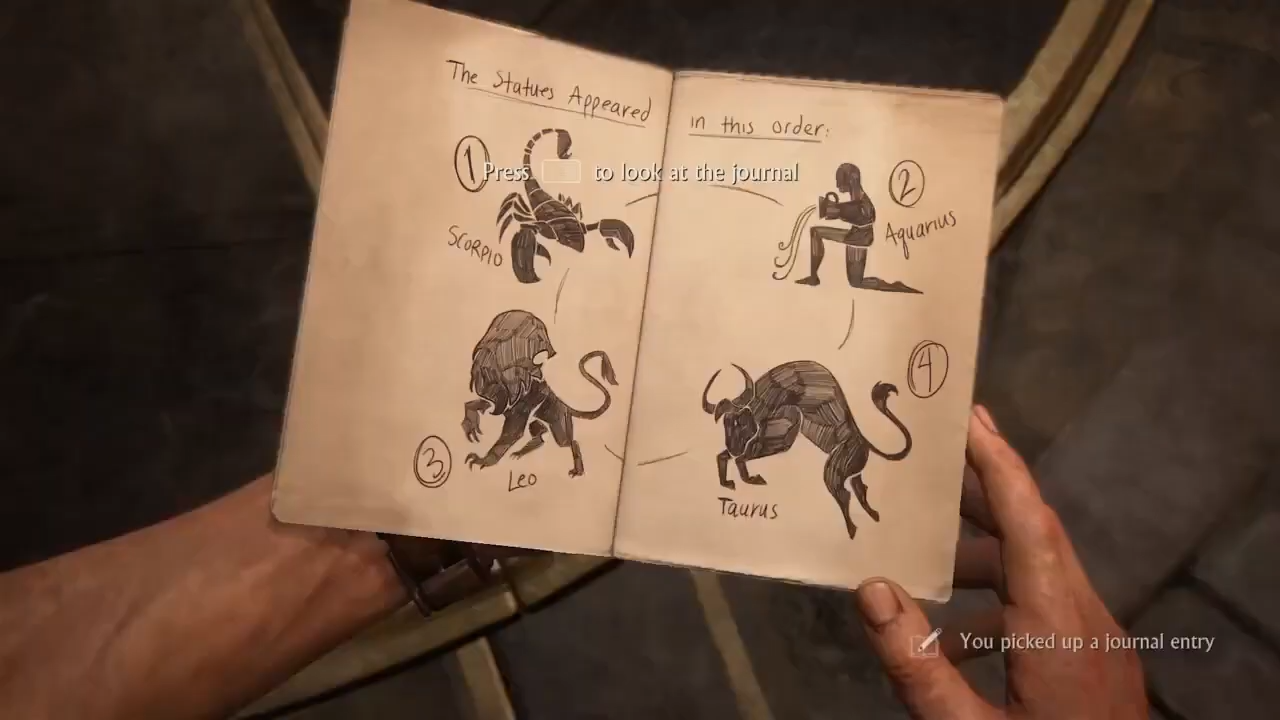 The Statues Appeared in this order:
Press to look at the journal
1
SCORPIO
2
Aquarius
3
Leo
4
Taurus
You picked up a journal entry